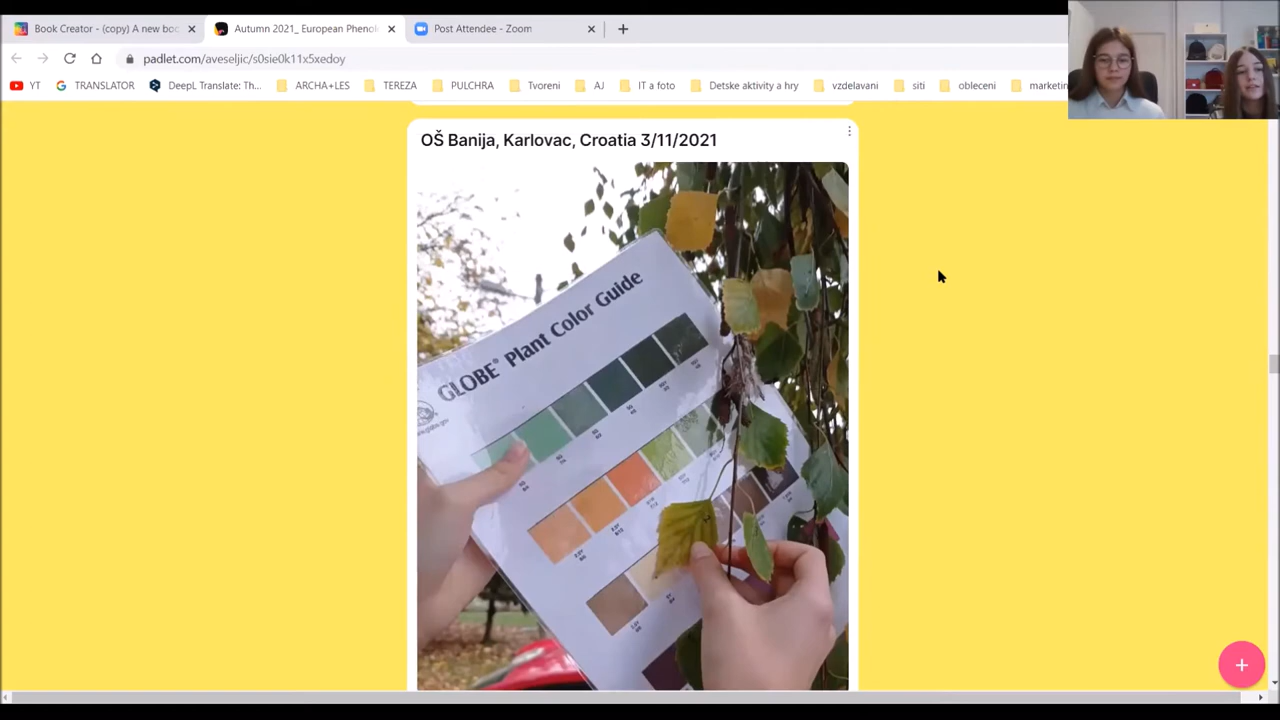 Book Creator - (copy) A new boo
Autumn 2021_ European Phenol
Post Attendee - Zoom
padlet.com/aveseljic/s0sie0k11x5xedoy
YT
TRANSLATOR
DeepL Translate: Th...
ARCHA+LES
TEREZA
PULCHRA
Tvoreni
AJ
IT a foto
Detske aktivity a hry
vzdelavani
siti
obleceni
marketin
OŠ Banija, Karlovac, Croatia 3/11/2021
GLOBE® Plant Color Guide